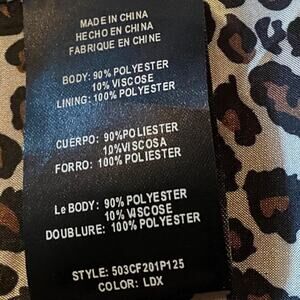 MADE IN CHINA
HECHO EN CHINA
FABRIQUE EN CHINE
BODY: 90% POLYESTER
10% VISCOSE
LINING: 100% POLYESTER
CUERPO: 90%POLIESTER
10%VISCOSA
FORRO: 100% POLIESTER
Le BODY: 90% POLYESTER
10% VISCOSE
DOUBLURE: 100% POLYESTER
STYLE: 503CF201P125
COLOR: LDX